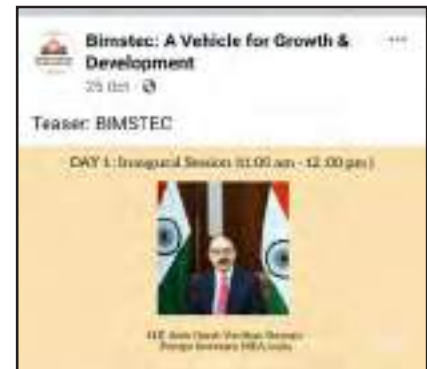 Bimstec: A Vehicle for Growth &
Development
25 Oct
Teaser: BIMSTEC
DAY 1: Inaugural Session (11.00 am - 12.00 pm)